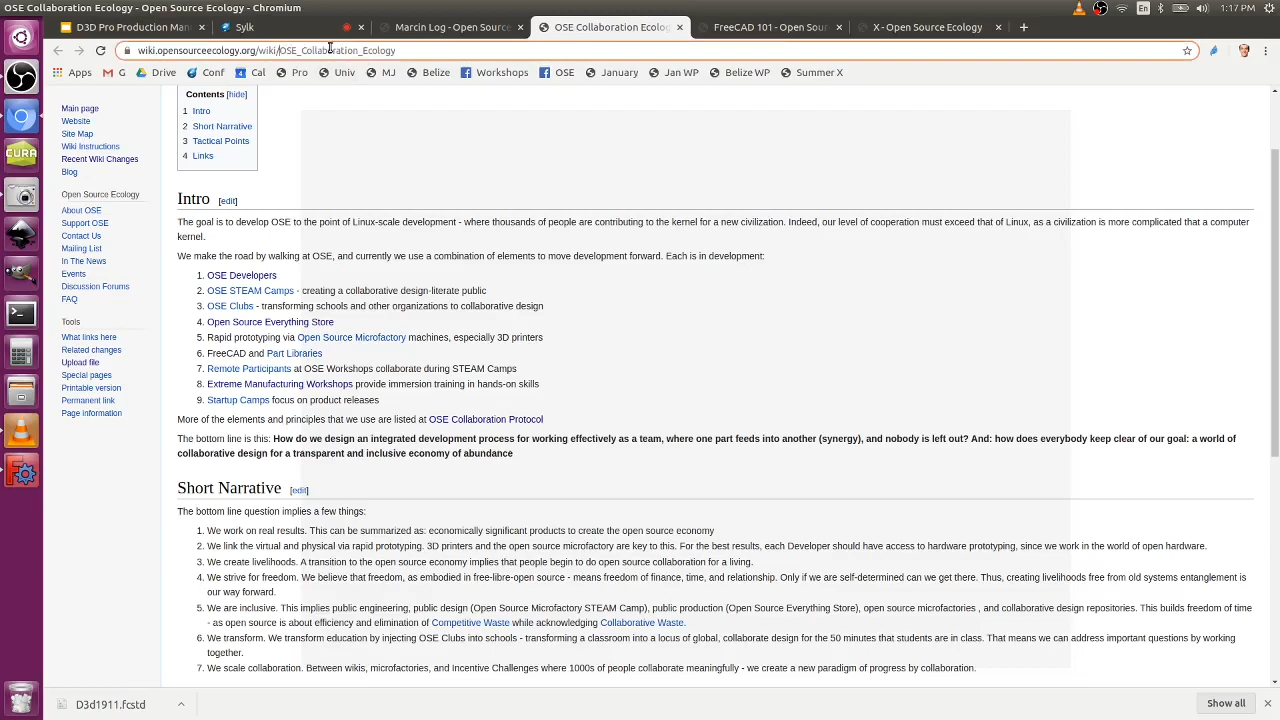 OSE Collaboration Ecology - Open Source Ecology - Chromium
En 1:17 PM
D3D Pro Production Man
Sylk
Marcin Log - Open Source
OSE Collaboration Ecolo
FreeCAD 101 - Open Sour
X - Open Source Ecology
wiki.opensourceecology.org/wiki/OSE_Collaboration_Ecology
Apps G Drive Conf Cal Pro Univ MJ Belize Workshops OSE January Jan WP Belize WP Summer X
Main page
Website
Site Map
Wiki Instructions
Recent Wiki Changes
Blog
Open Source Ecology
About OSE
Support OSE
Contact Us
Mailing List
In The News
Events
Discussion Forums
FAQ
Tools
What links here
Related changes
Upload file
Special pages
Printable version
Permanent link
Page information
Contents [hide]
1 Intro
2 Short Narrative
3 Tactical Points
4 Links
Intro [edit]
The goal is to develop OSE to the point of Linux-scale development - where thousands of people are contributing to the kernel for a new civilization. Indeed, our level of cooperation must exceed that of Linux, as a civilization is more complicated that a computer
kernel.
We make the road by walking at OSE, and currently we use a combination of elements to move development forward. Each is in development:
1. OSE Developers
2. OSE STEAM Camps - creating a collaborative design-literate public
3. OSE Clubs - transforming schools and other organizations to collaborative design
4. Open Source Everything Store
5. Rapid prototyping via Open Source Microfactory machines, especially 3D printers
6. FreeCAD and Part Libraries
7. Remote Participants at OSE Workshops collaborate during STEAM Camps
8. Extreme Manufacturing Workshops provide immersion training in hands-on skills
9. Startup Camps focus on product releases
More of the elements and principles that we use are listed at OSE Collaboration Protocol
The bottom line is this: How do we design an integrated development process for working effectively as a team, where one part feeds into another (synergy), and nobody is left out? And: how does everybody keep clear of our goal: a world of
collaborative design for a transparent and inclusive economy of abundance
Short Narrative [edit]
The bottom line question implies a few things:
1. We work on real results. This can be summarized as: economically significant products to create the open source economy
2. We link the virtual and physical via rapid prototyping. 3D printers and the open source microfactory are key to this. For the best results, each Developer should have access to hardware prototyping, since we work in the world of open hardware.
3. We create livelihoods. A transition to the open source economy implies that people begin to do open source collaboration for a living.
4. We strive for freedom. We believe that freedom, as embodied in free-libre-open source - means freedom of finance, time, and relationship. Only if we are self-determined can we get there. Thus, creating livelihoods free from old systems entanglement is
our way forward.
5. We are inclusive. This implies public engineering, public design (Open Source Microfactory STEAM Camp), public production (Open Source Everything Store), open source microfactories , and collaborative design repositories. This builds freedom of time
- as open source is about efficiency and elimination of Competitive Waste while acknowledging Collaborative Waste.
6. We transform. We transform education by injecting OSE Clubs into schools - transforming a classroom into a locus of global, collaborate design for the 50 minutes that students are in class. That means we can address important questions by working
together.
7. We scale collaboration. Between wikis, microfactories, and Incentive Challenges where 1000s of people collaborate meaningfully - we create a new paradigm of progress by collaboration.
CURA
D3d1911.fcstd
Show all